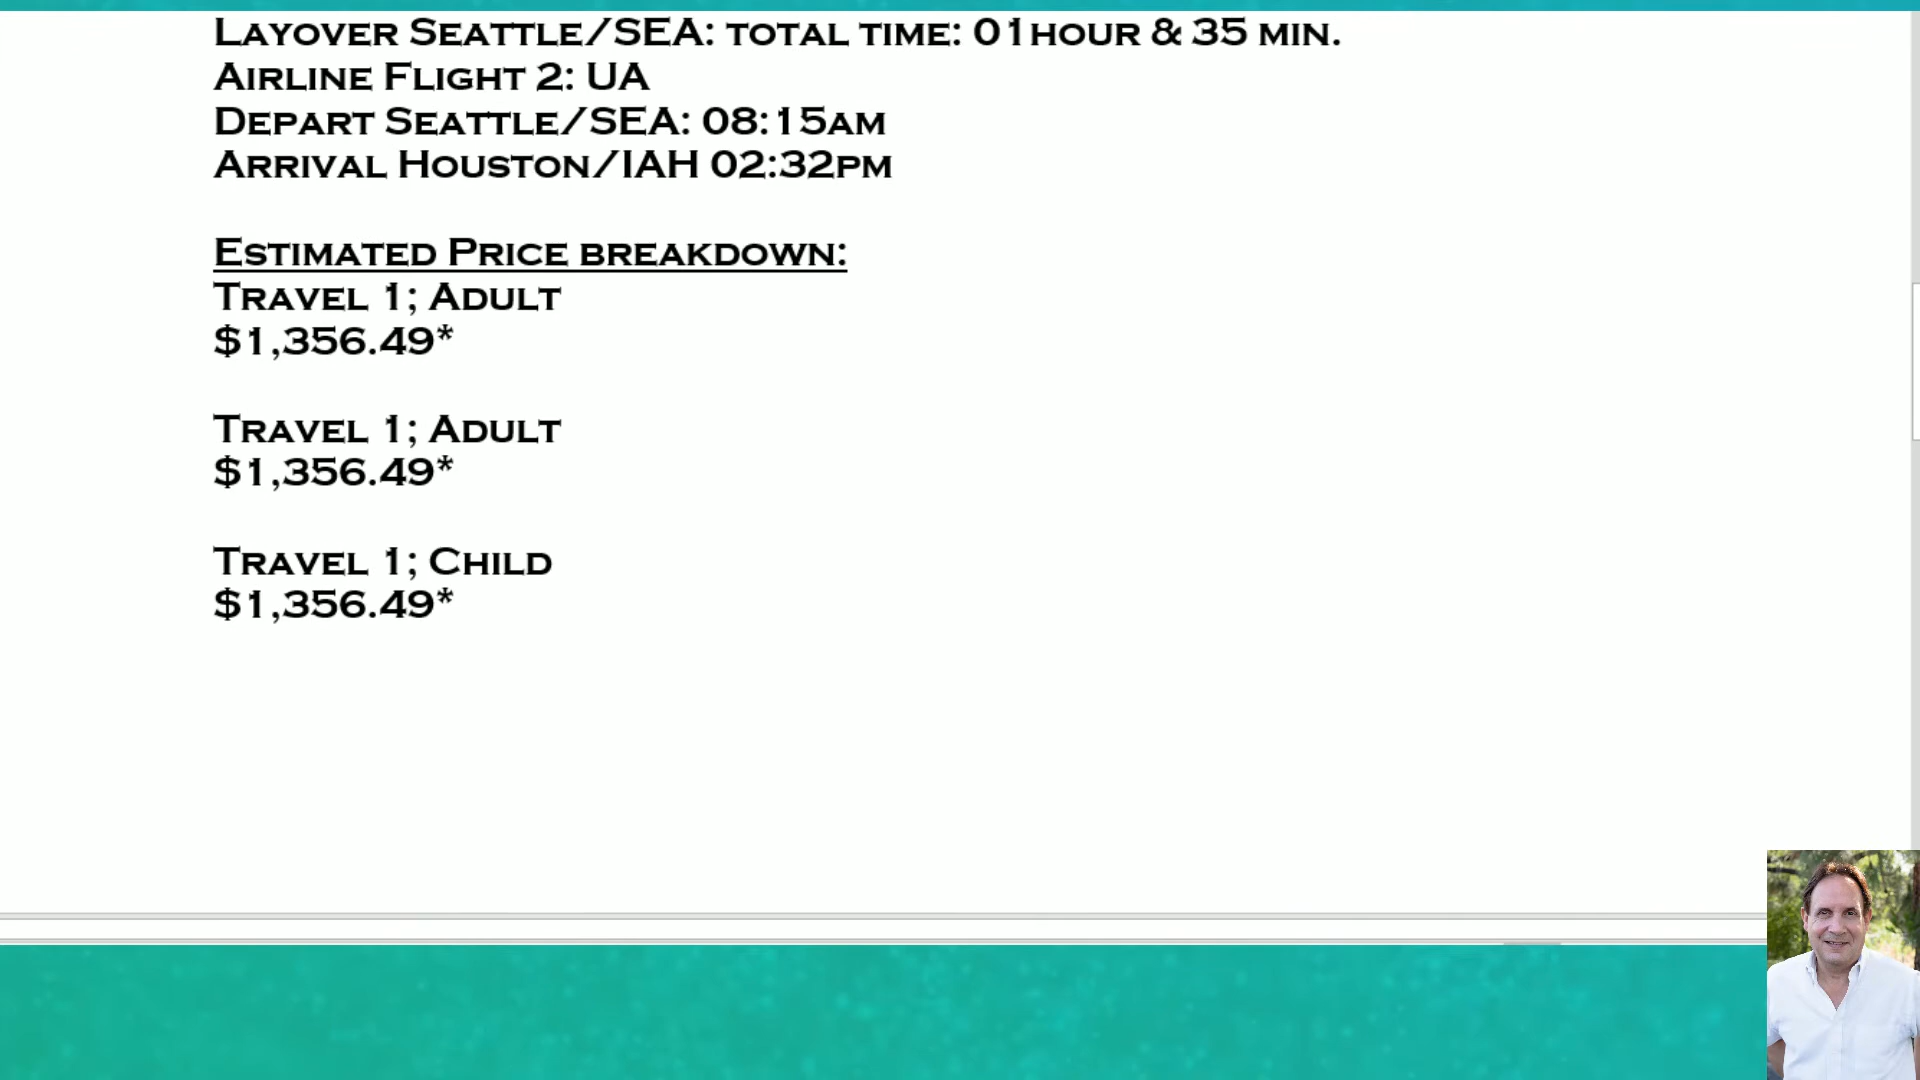 Layover Seattle/SEA: total time: 01hour & 35 min.
Airline Flight 2: UA
Depart Seattle/SEA: 08:15am
Arrival Houston/IAH 02:32pm
Estimated Price breakdown:
Travel 1; Adult
$1,356.49*
Travel 1; Adult
$1,356.49*
Travel 1; Child
$1,356.49*